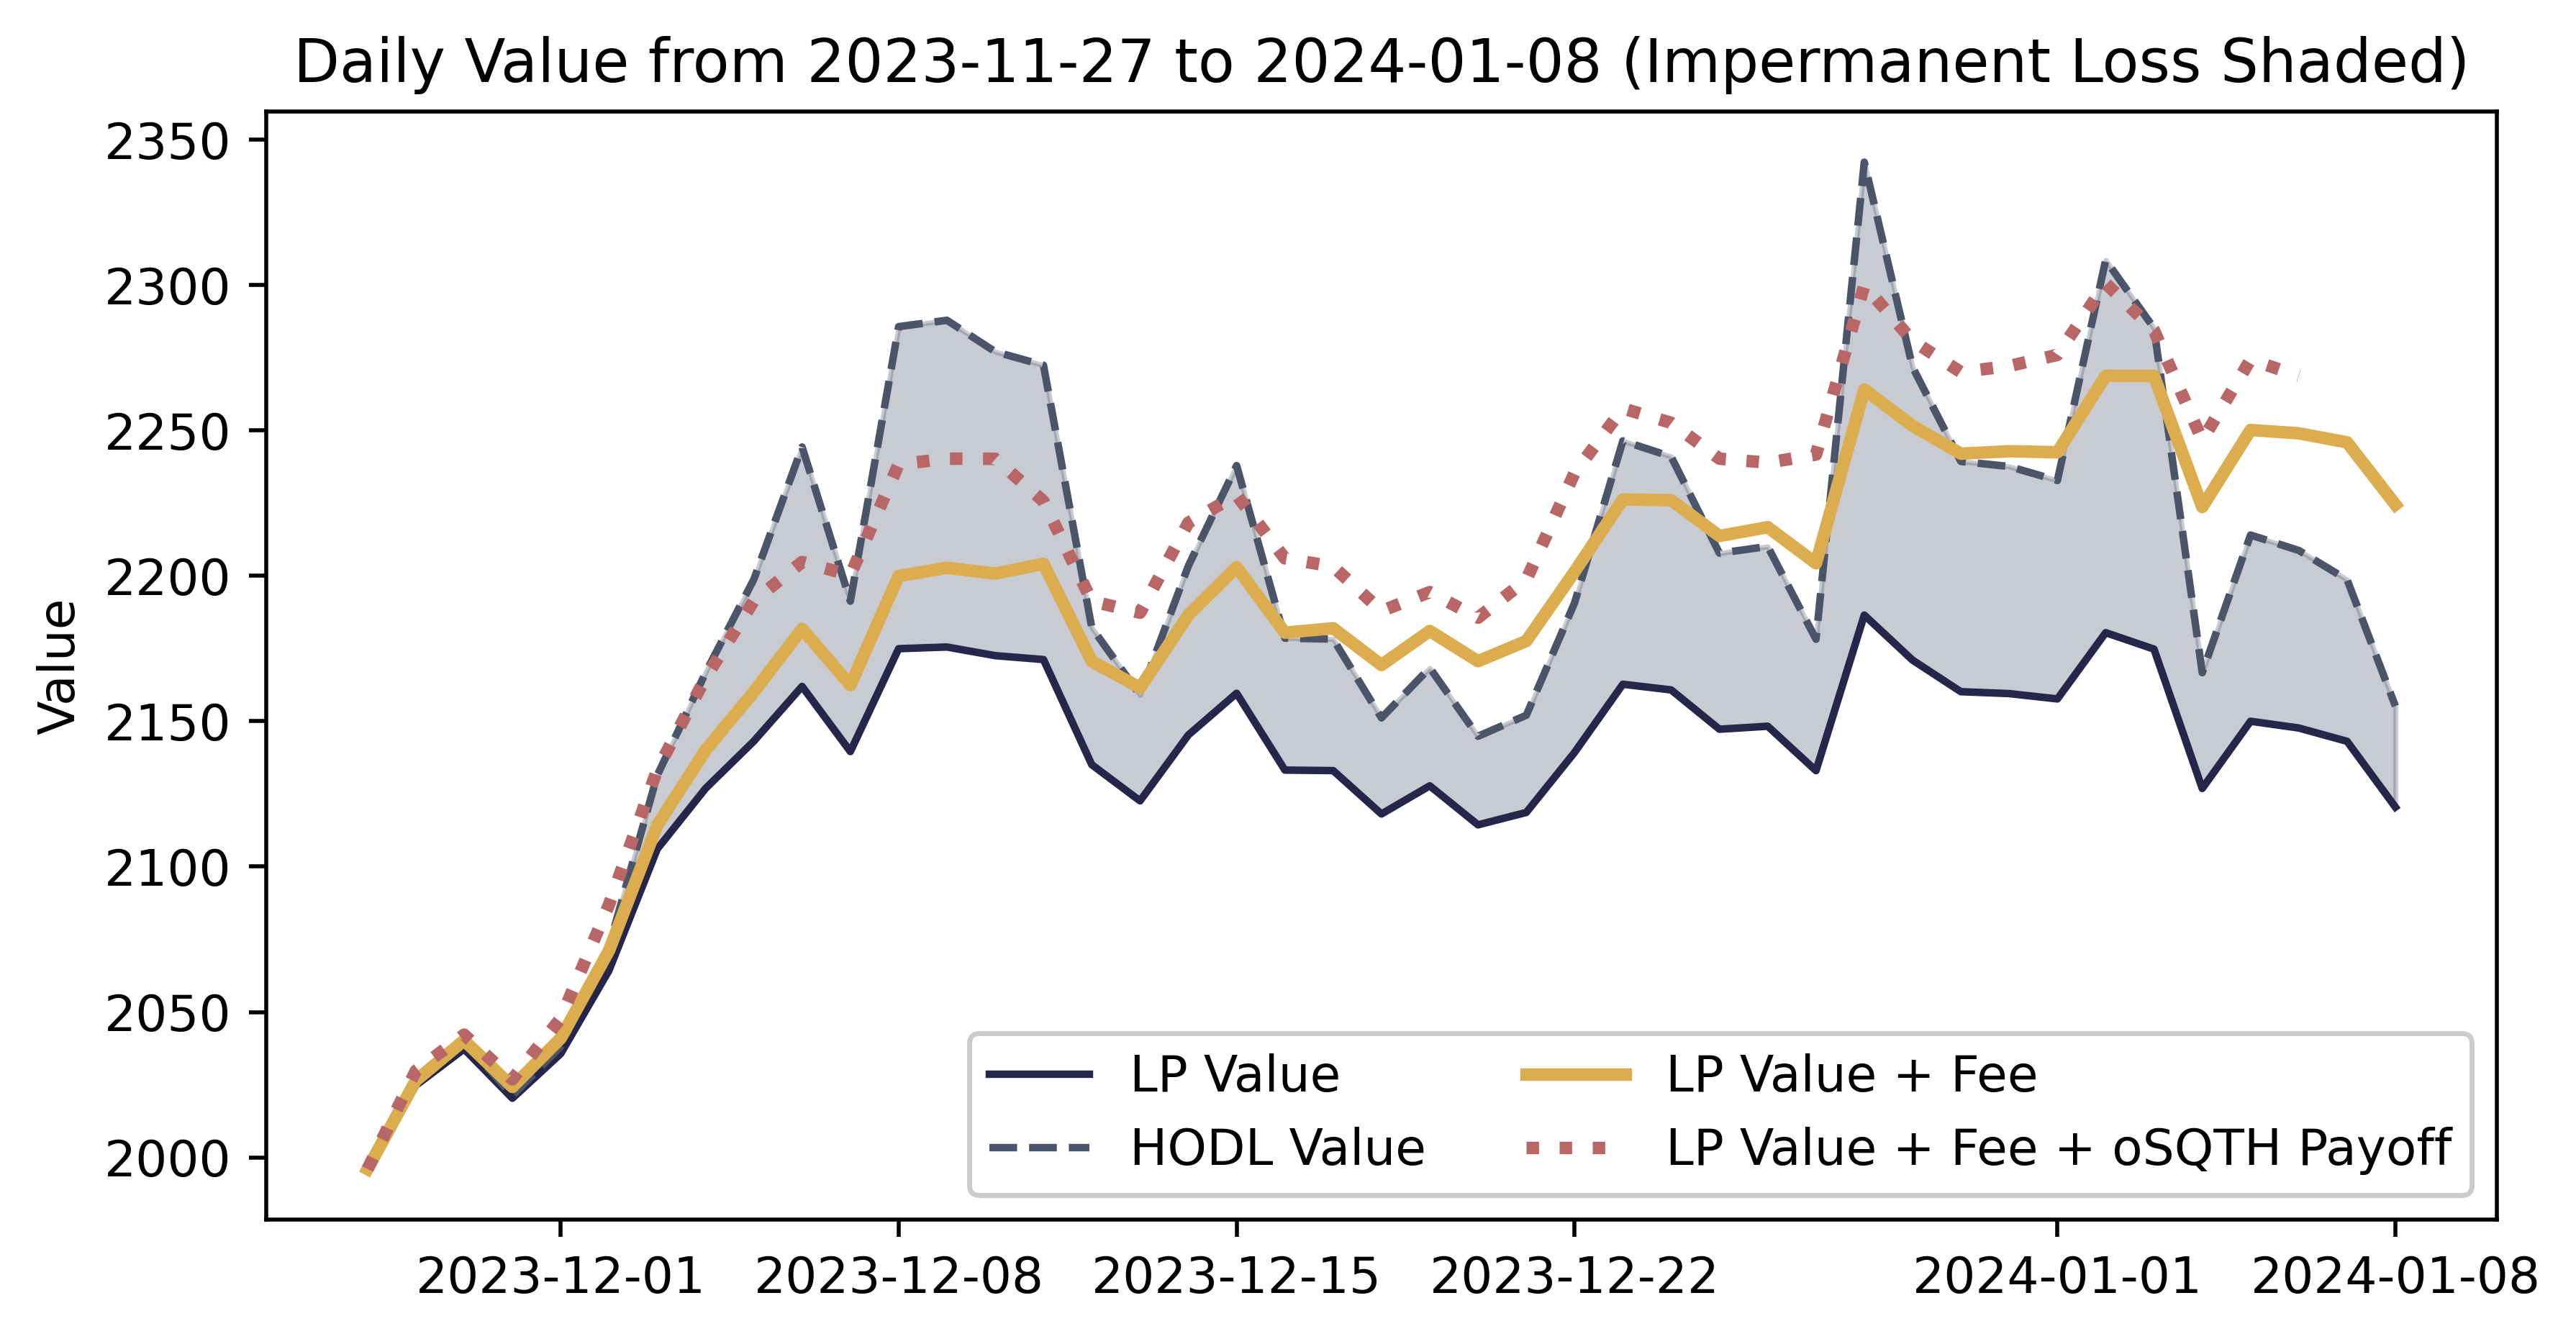 Daily Value from 2023-11-27 to 2024-01-08 (Impermanent Loss Shaded)
Value
2350
2300
2250
2200
2150
2100
2050
2000
LP Value
HODL Value
LP Value + Fee
LP Value + Fee + oSQTH Payoff
2023-12-01
2023-12-08
2023-12-15
2023-12-22
2024-01-01
2024-01-08